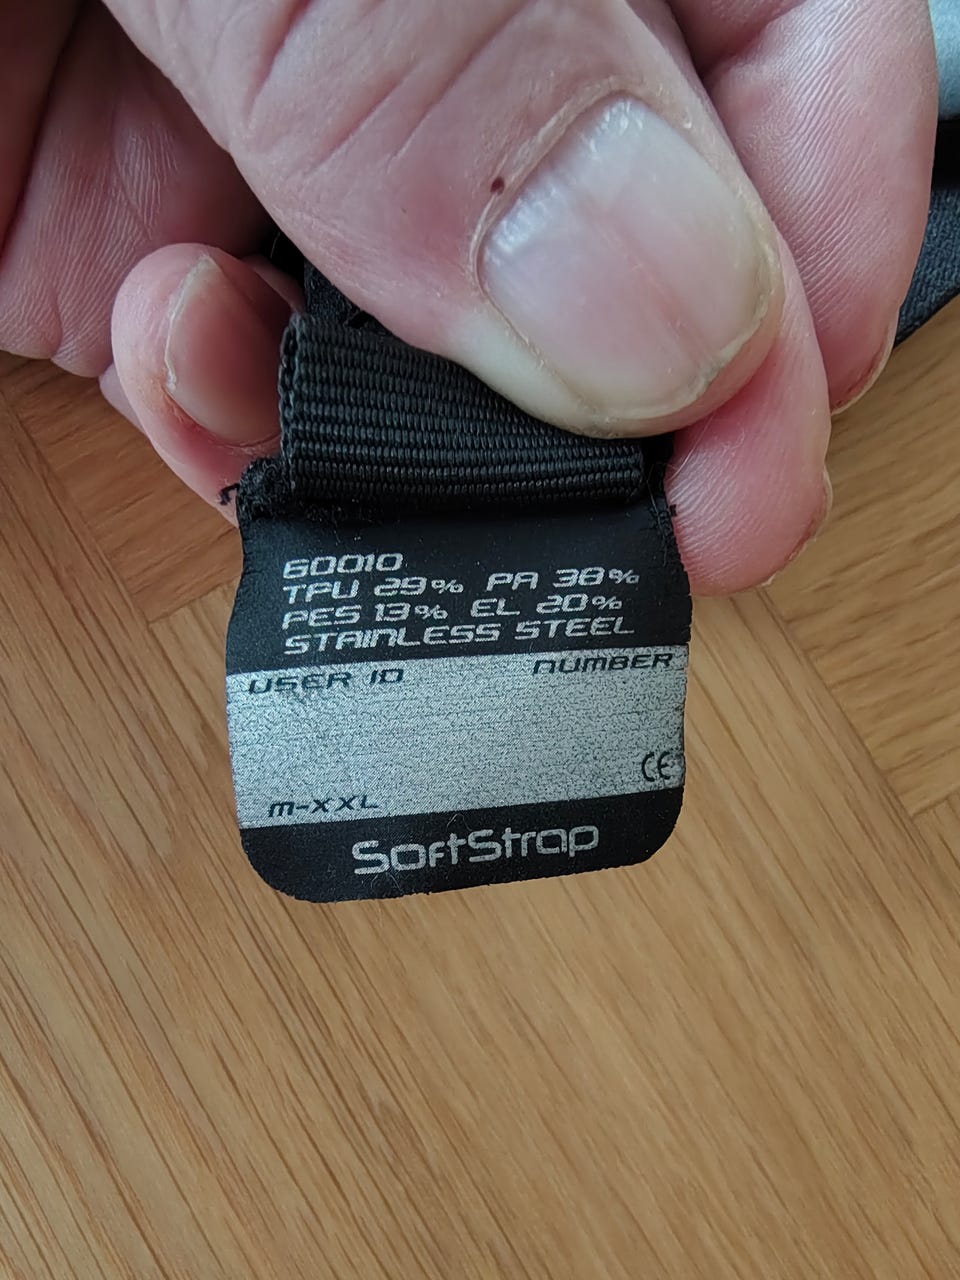 60010
TPU 29% PA 38%
PES 13% EL 20%
STAINLESS STEEL
USER ID NUMBER
CE
M-XXL
SoftStrap